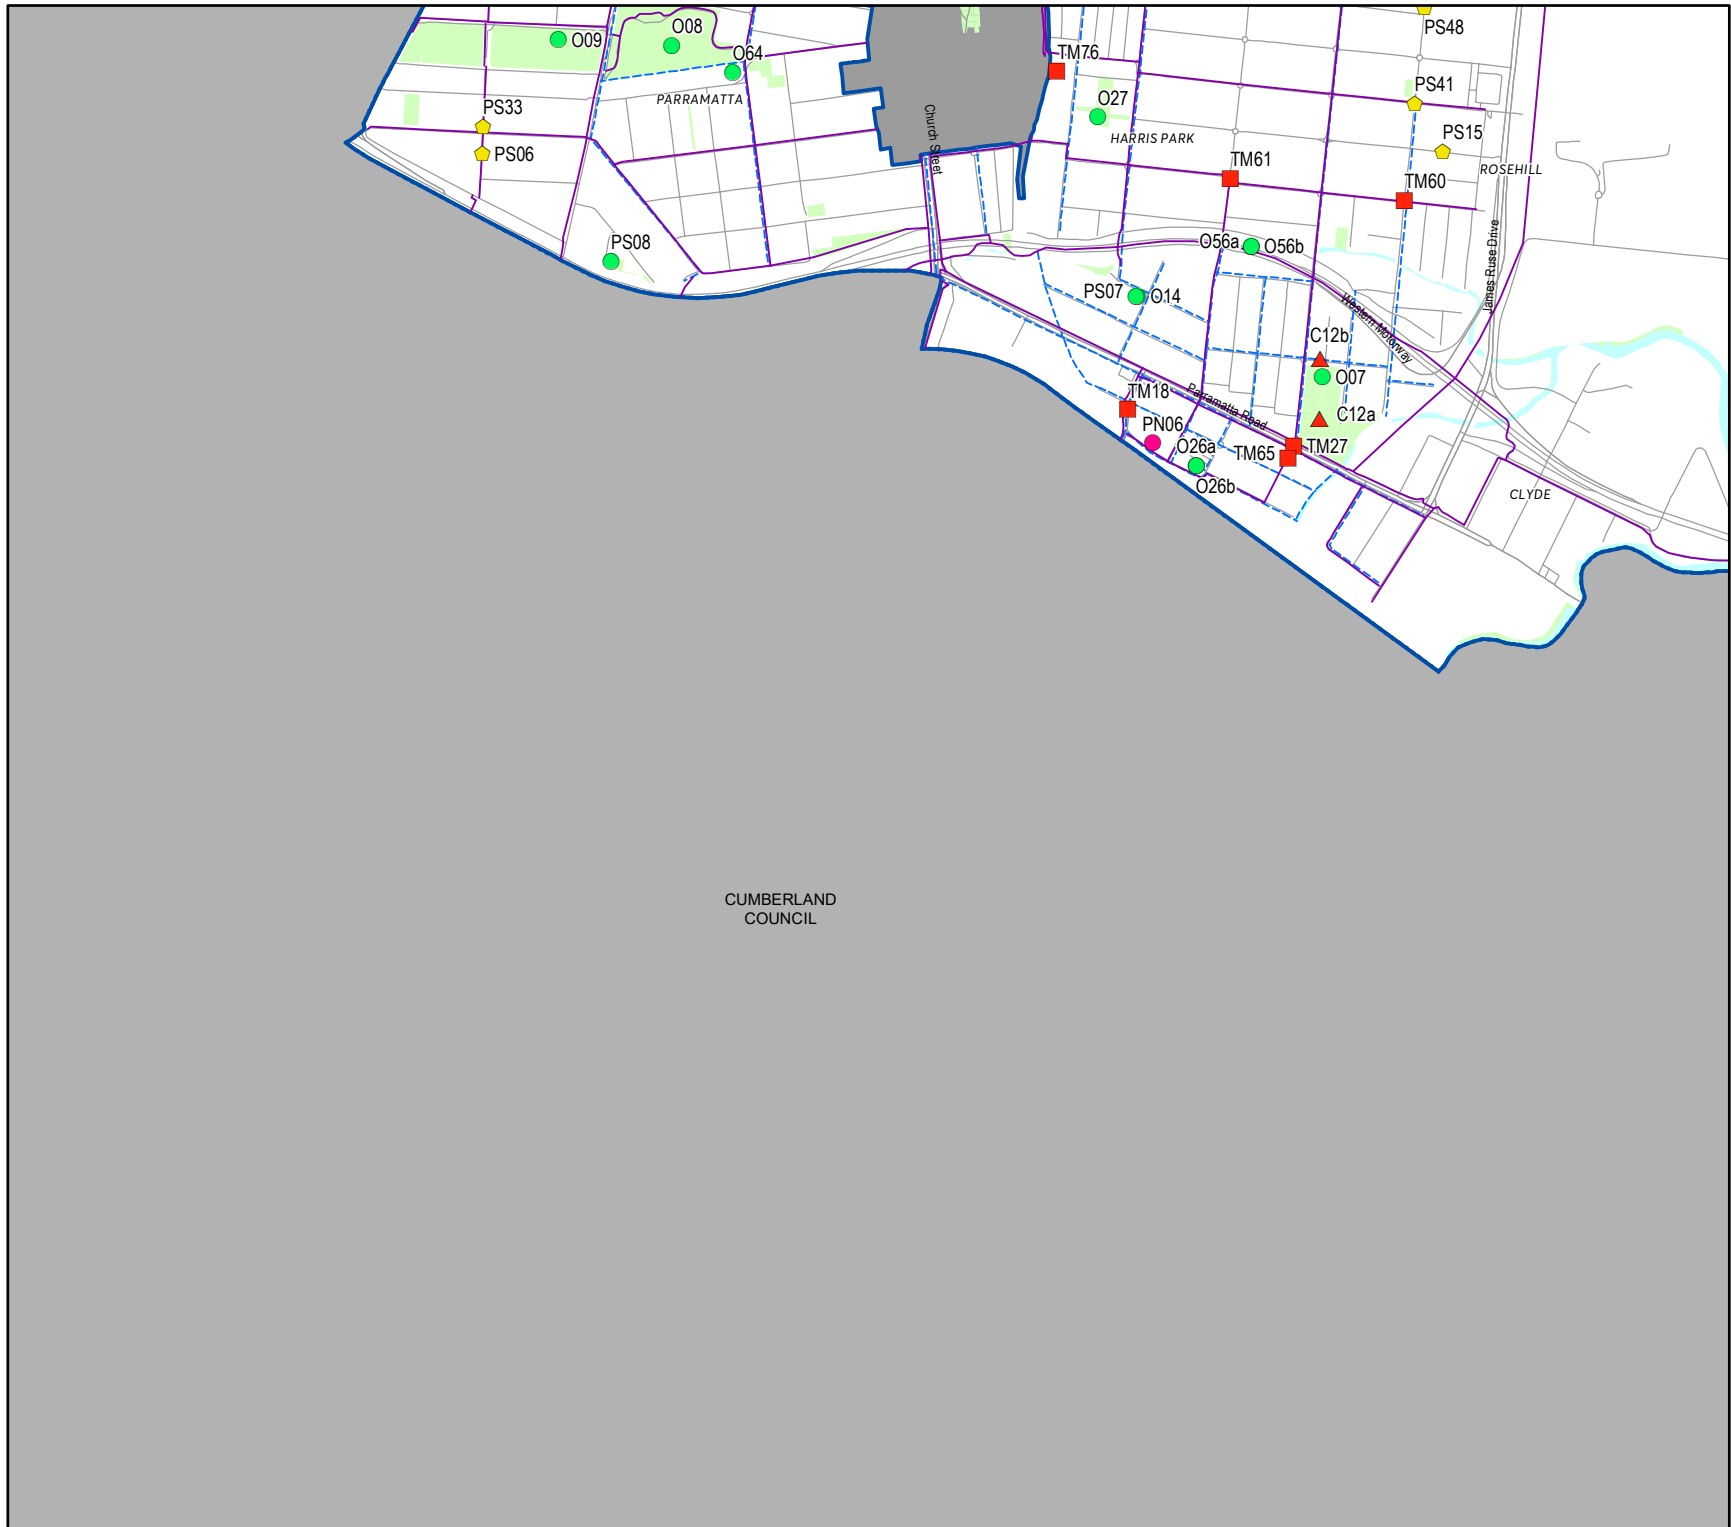 PS48
O09
O08
O64
TM76
PS41
PARRAMATTA
O27
PS33
Church Street
HARRIS PARK
PS06
PS15
TM61
ROSEHILL
TM60
PS08
O56a
O56b
James Ruse Drive
PS07
O14
Western Motorway
C12b
O07
TM18
Parramatta Road
C12a
PN06
O26a
TM65
TM27
O26b
CLYDE
CUMBERLAND
COUNCIL